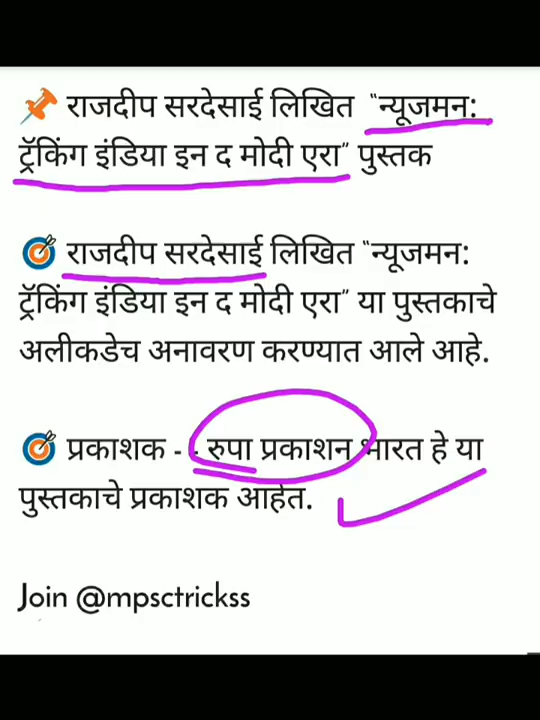 राजदीप सरदेसाई लिखित "न्यूजमन:
ट्रॅकिंग इंडिया इन द मोदी एरा" पुस्तक
राजदीप सरदेसाई लिखित "न्यूजमन:
ट्रॅकिंग इंडिया इन द मोदी एरा" या पुस्तकाचे
अलीकडेच अनावरण करण्यात आले आहे.
प्रकाशक - - रुपा प्रकाशन भारत हे या
पुस्तकाचे प्रकाशक आहेत.
Join @mpsctrickss